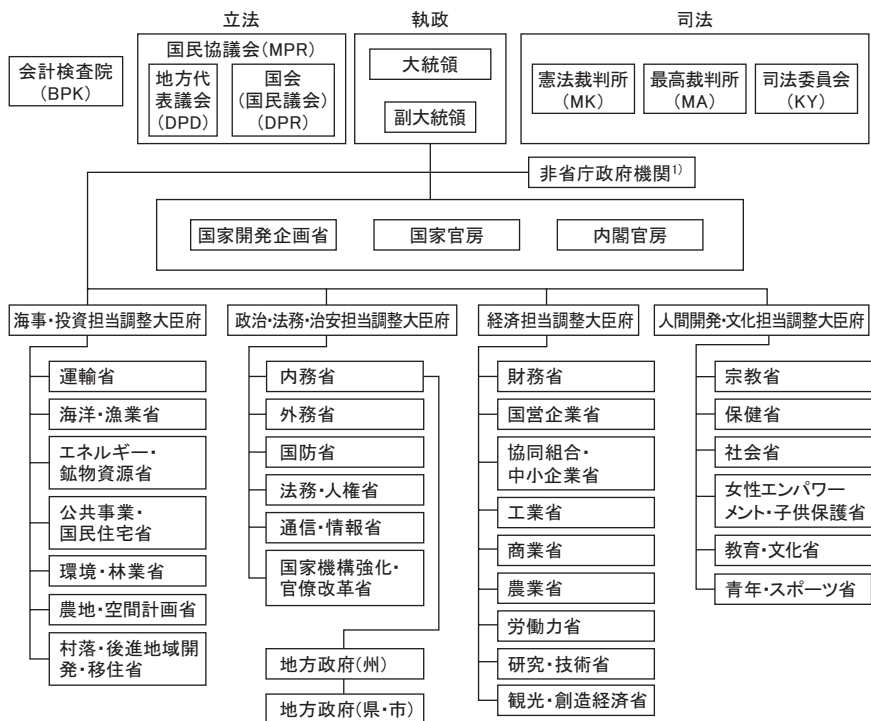 立法
執政
司法
会計検査院
(BPK)
国民協議会(MPR)
地方代
表議会
(DPD)
国会
(国民議会)
(DPR)
大統領
副大統領
憲法裁判所
(MK)
最高裁判所
(MA)
司法委員会
(KY)
非省庁政府機関1)
国家開発企画省
国家官房
内閣官房
海事・投資担当調整大臣府
運輸省
海洋・漁業省
エネルギー・
鉱物資源省
公共事業・
国民住宅省
環境・林業省
農地・空間計画省
村落・後進地域開
発・移住省
政治・法務・治安担当調整大臣府
内務省
外務省
国防省
法務・人権省
通信・情報省
国家機構強化・
官僚改革省
地方政府(州)
地方政府(県・市)
経済担当調整大臣府
財務省
国営企業省
協同組合・
中小企業省
工業省
商業省
農業省
労働力省
研究・技術省
観光・創造経済省
人間開発・文化担当調整大臣府
宗教省
保健省
社会省
女性エンパワー
メント・子供保護省
教育・文化省
青年・スポーツ省